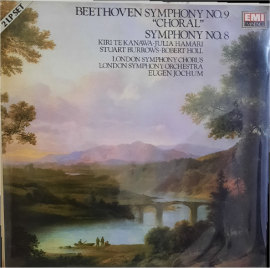 2 LP SET
BEETHOVEN SYMPHONY NO.9
"CHORAL"
SYMPHONY NO.8
KIRI TE KANAWA·JULIA HAMARI
STUART BURROWS·ROBERT HOLL
LONDON SYMPHONY CHORUS
LONDON SYMPHONY ORCHESTRA
EUGEN JOCHUM
EMI